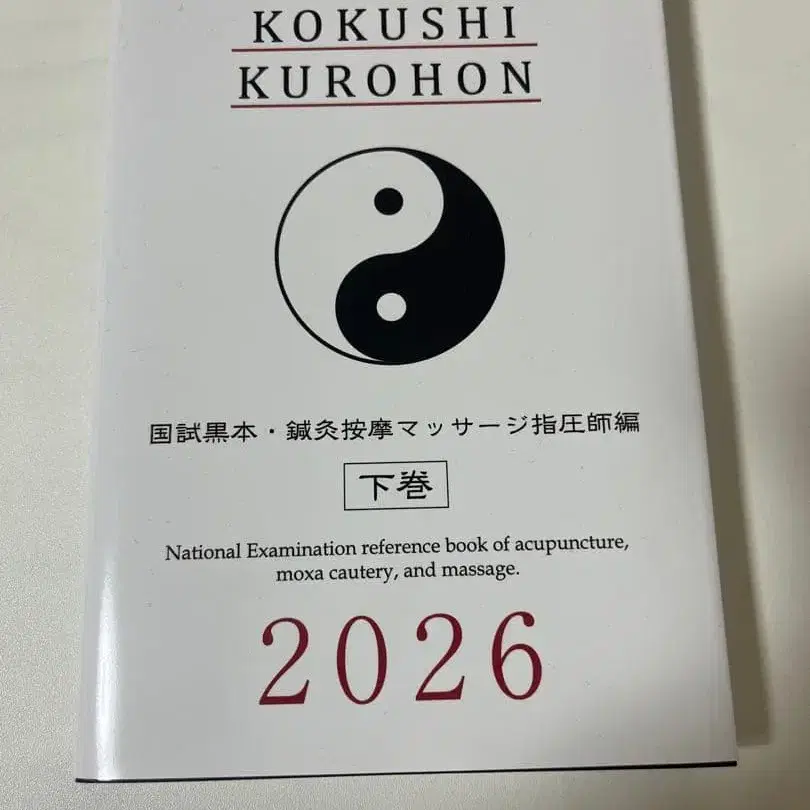 KOKUSHI
KUROHON
国試黒本・鍼灸按摩マッサージ指圧師編
下巻
National Examination reference book of acupuncture,
moxa cautery, and massage.
2026